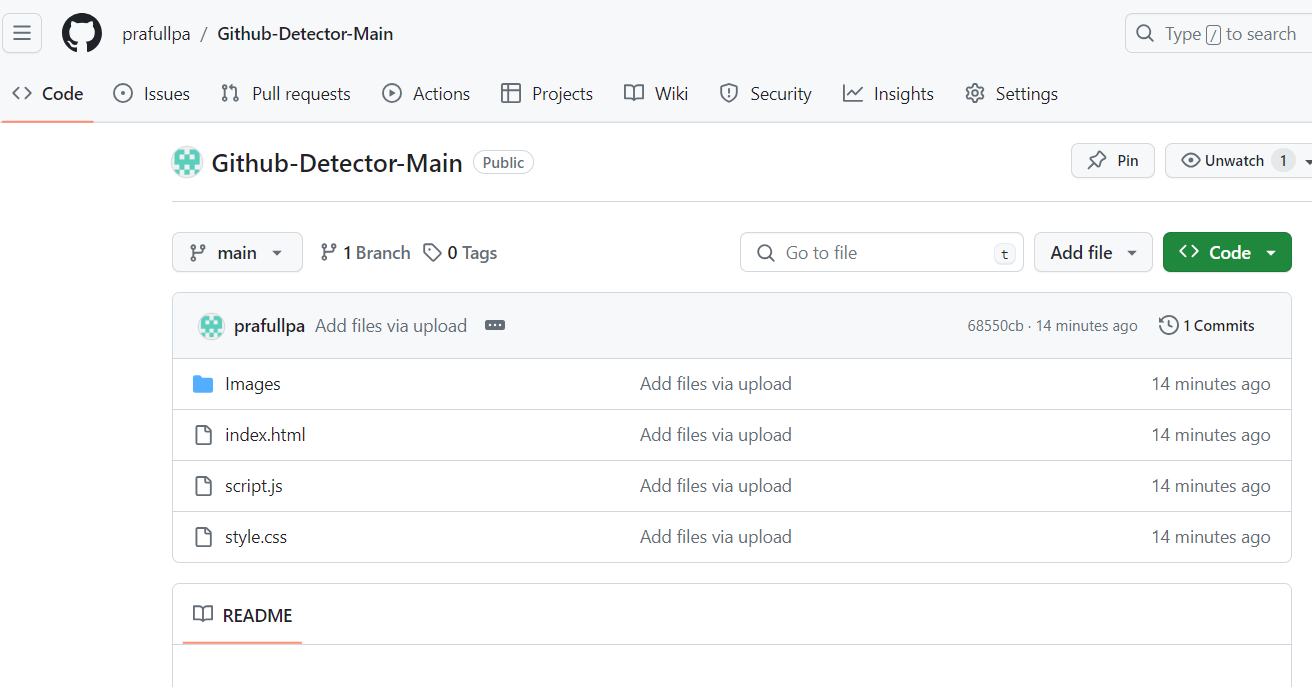 prafullpa / Github-Detector-Main Type / to search
Code Issues Pull requests Actions Projects Wiki Security Insights Settings
Github-Detector-Main Public Pin Unwatch 1
main 1 Branch 0 Tags Go to file t Add file Code
prafullpa Add files via upload 68550cb · 14 minutes ago 1 Commits
Images Add files via upload 14 minutes ago
index.html Add files via upload 14 minutes ago
script.js Add files via upload 14 minutes ago
style.css Add files via upload 14 minutes ago
README